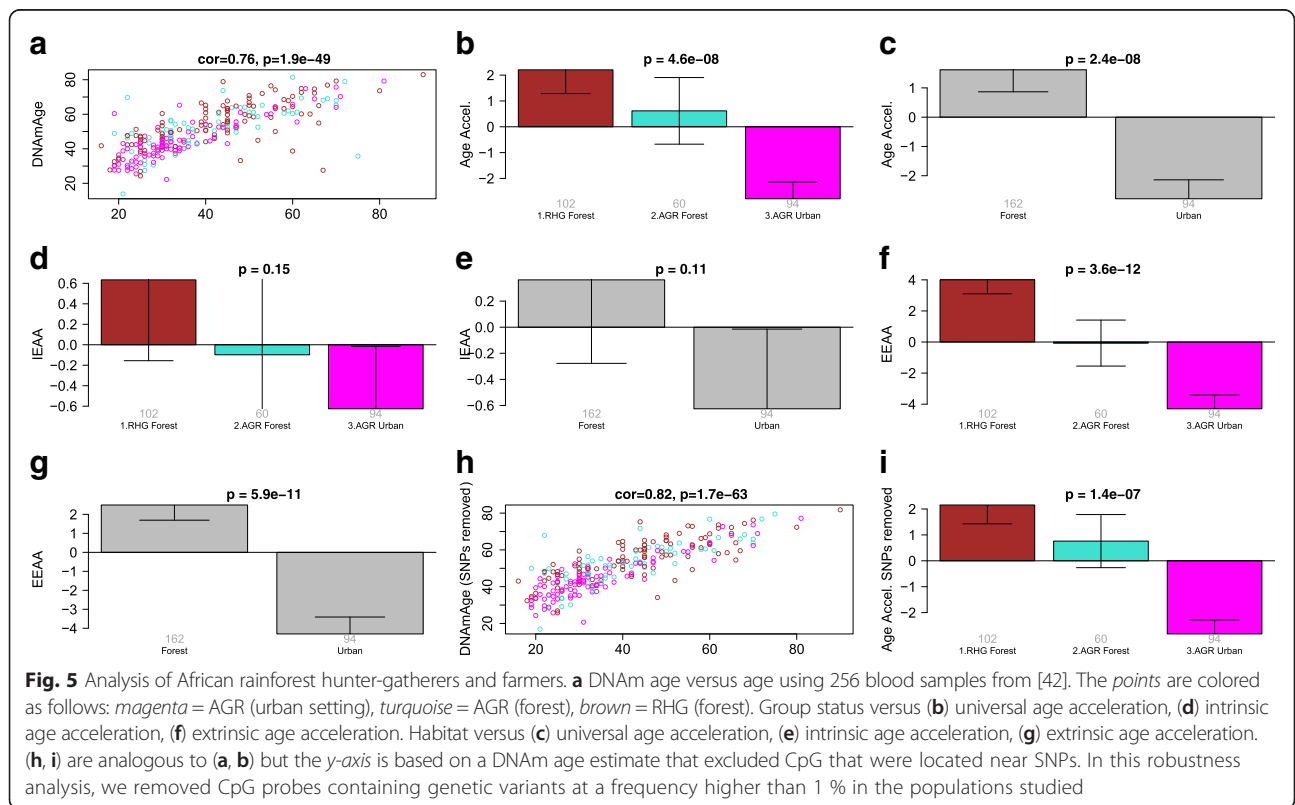 a
cor=0.76, p=1.9e−49
DNAmAge
80
60
40
20
20 40 60 80
b
p = 4.6e−08
Age Accel.
2
1
0
−2
102 60 94
1.RHG Forest 2.AGR Forest 3.AGR Urban
c
p = 2.4e−08
Age Accel.
1
0
−1
−2
162 94
Forest Urban
d
p = 0.15
IEAA
0.6
0.4
0.2
0.0
−0.2
−0.4
−0.6
102 60 94
1.RHG Forest 2.AGR Forest 3.AGR Urban
e
p = 0.11
IEAA
0.2
0.0
−0.2
−0.4
−0.6
162 94
Forest Urban
f
p = 3.6e−12
EEAA
4
2
0
−2
−4
102 60 94
1.RHG Forest 2.AGR Forest 3.AGR Urban
g
p = 5.9e−11
EEAA
2
1
0
−1
−2
−3
−4
162 94
Forest Urban
h
cor=0.82, p=1.7e−63
DNAmAge (SNPs removed)
80
60
40
20
20 40 60 80
i
p = 1.4e−07
Age Accel. SNPs removed
2
1
0
−1
−2
102 60 94
1.RHG Forest 2.AGR Forest 3.AGR Urban
Fig. 5 Analysis of African rainforest hunter-gatherers and farmers. a DNAm age versus age using 256 blood samples from [42]. The points are colored
as follows: magenta = AGR (urban setting), turquoise = AGR (forest), brown = RHG (forest). Group status versus (b) universal age acceleration, (d) intrinsic
age acceleration, (f) extrinsic age acceleration. Habitat versus (c) universal age acceleration, (e) intrinsic age acceleration, (g) extrinsic age acceleration.
(h, i) are analogous to (a, b) but the y-axis is based on a DNAm age estimate that excluded CpG that were located near SNPs. In this robustness
analysis, we removed CpG probes containing genetic variants at a frequency higher than 1 % in the populations studied